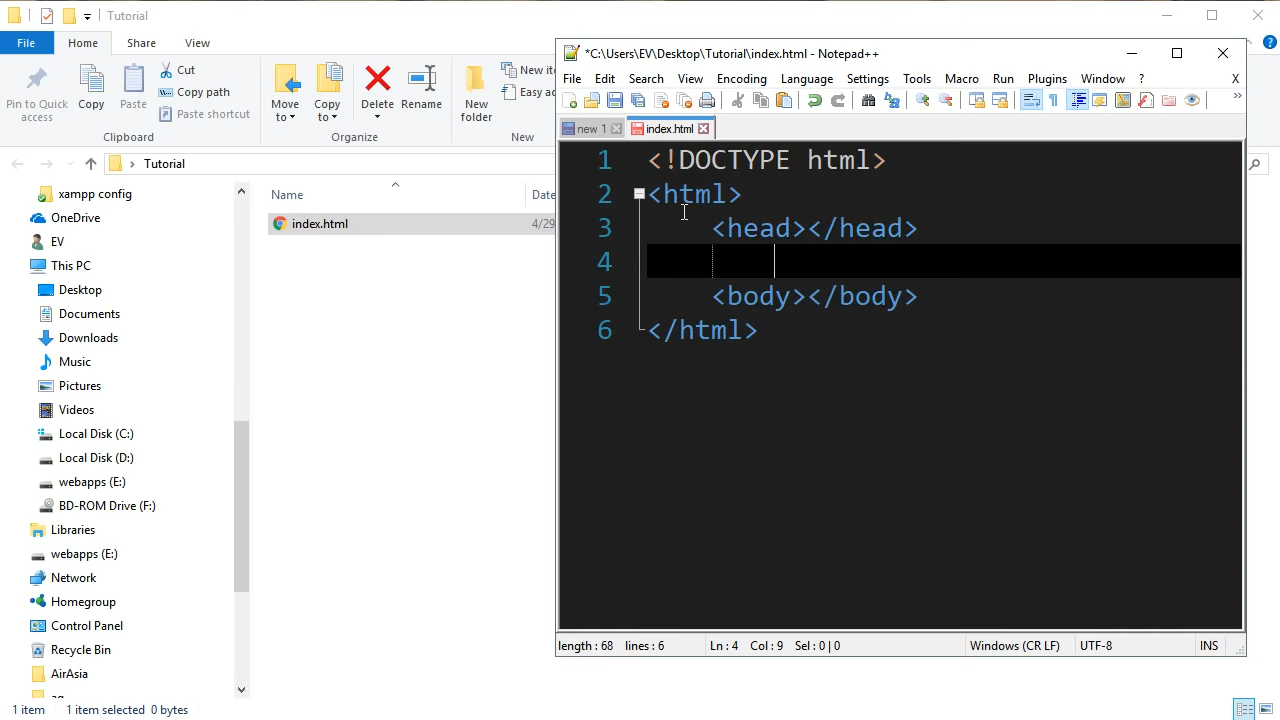 Tutorial
File Home Share View
Pin to Quick access
Copy
Paste
Cut
Copy path
Paste shortcut
Clipboard
Move to
Copy to
Delete
Rename
Organize
New folder
New ite
Easy ac
New
Tutorial
xampp config
OneDrive
EV
This PC
Desktop
Documents
Downloads
Music
Pictures
Videos
Local Disk (C:)
Local Disk (D:)
webapps (E:)
BD-ROM Drive (F:)
Libraries
webapps (E:)
Network
Homegroup
Control Panel
Recycle Bin
AirAsia
Name Date
index.html 4/29
1 item 1 item selected 0 bytes
*C:\Users\EV\Desktop\Tutorial\index.html - Notepad++
File Edit Search View Encoding Language Settings Tools Macro Run Plugins Window ? X
new 1 index.html
1 <!DOCTYPE html>
2 <html>
3 <head></head>
4
5 <body></body>
6 </html>
length : 68 lines : 6 Ln : 4 Col : 9 Sel : 0 | 0 Windows (CR LF) UTF-8 INS